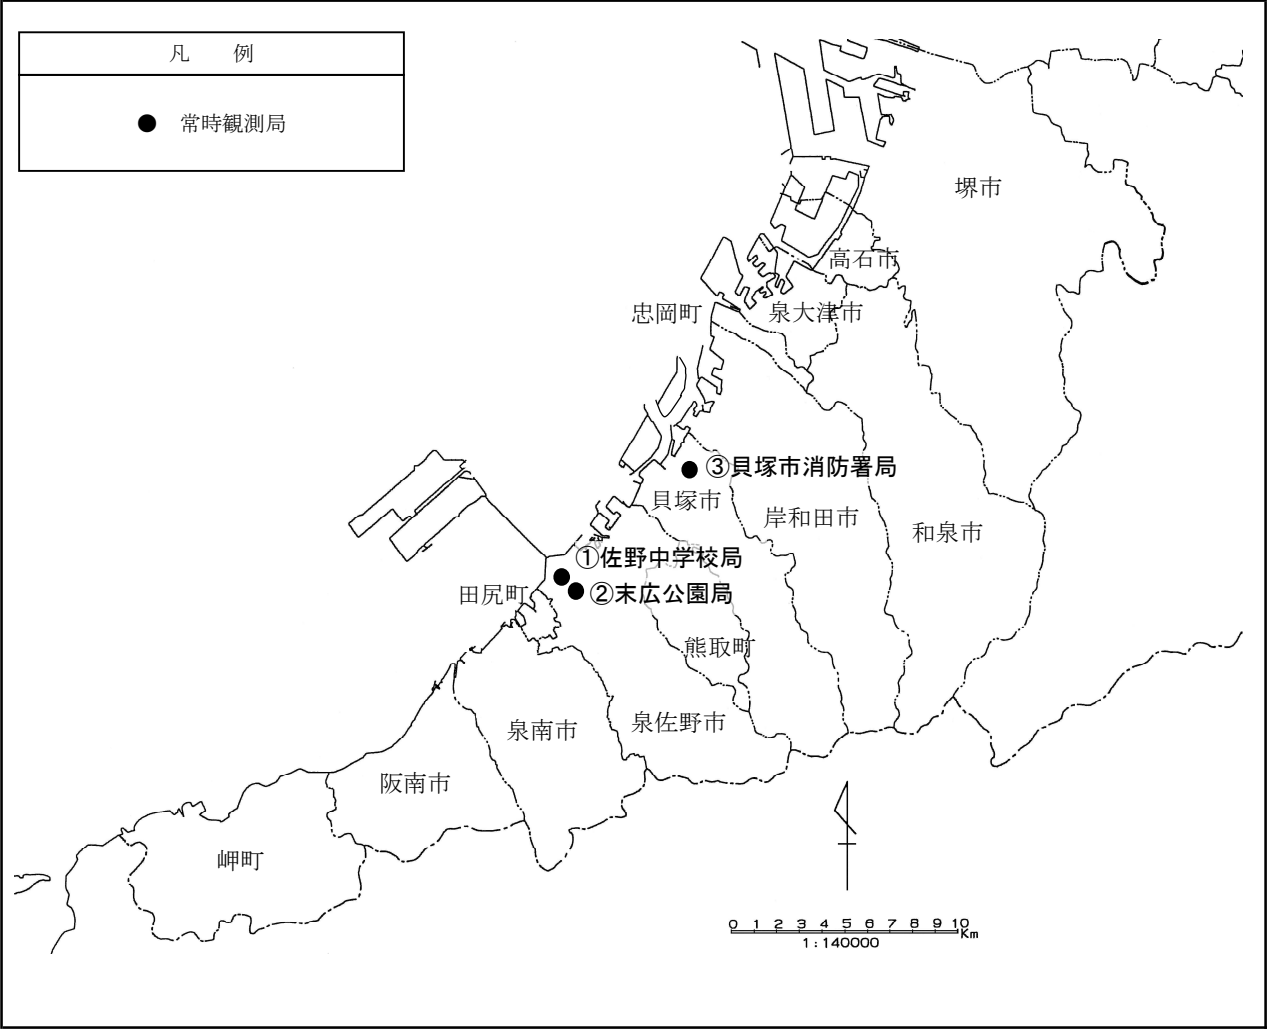 凡 例
常時観測局
堺市
高石市
忠岡町
泉大津市
③貝塚市消防署局
貝塚市
岸和田市
和泉市
①佐野中学校局
田尻町
②末広公園局
熊取町
泉佐野市
泉南市
阪南市
岬町
0 1 2 3 4 5 6 7 8 9 10
Km
1:140000